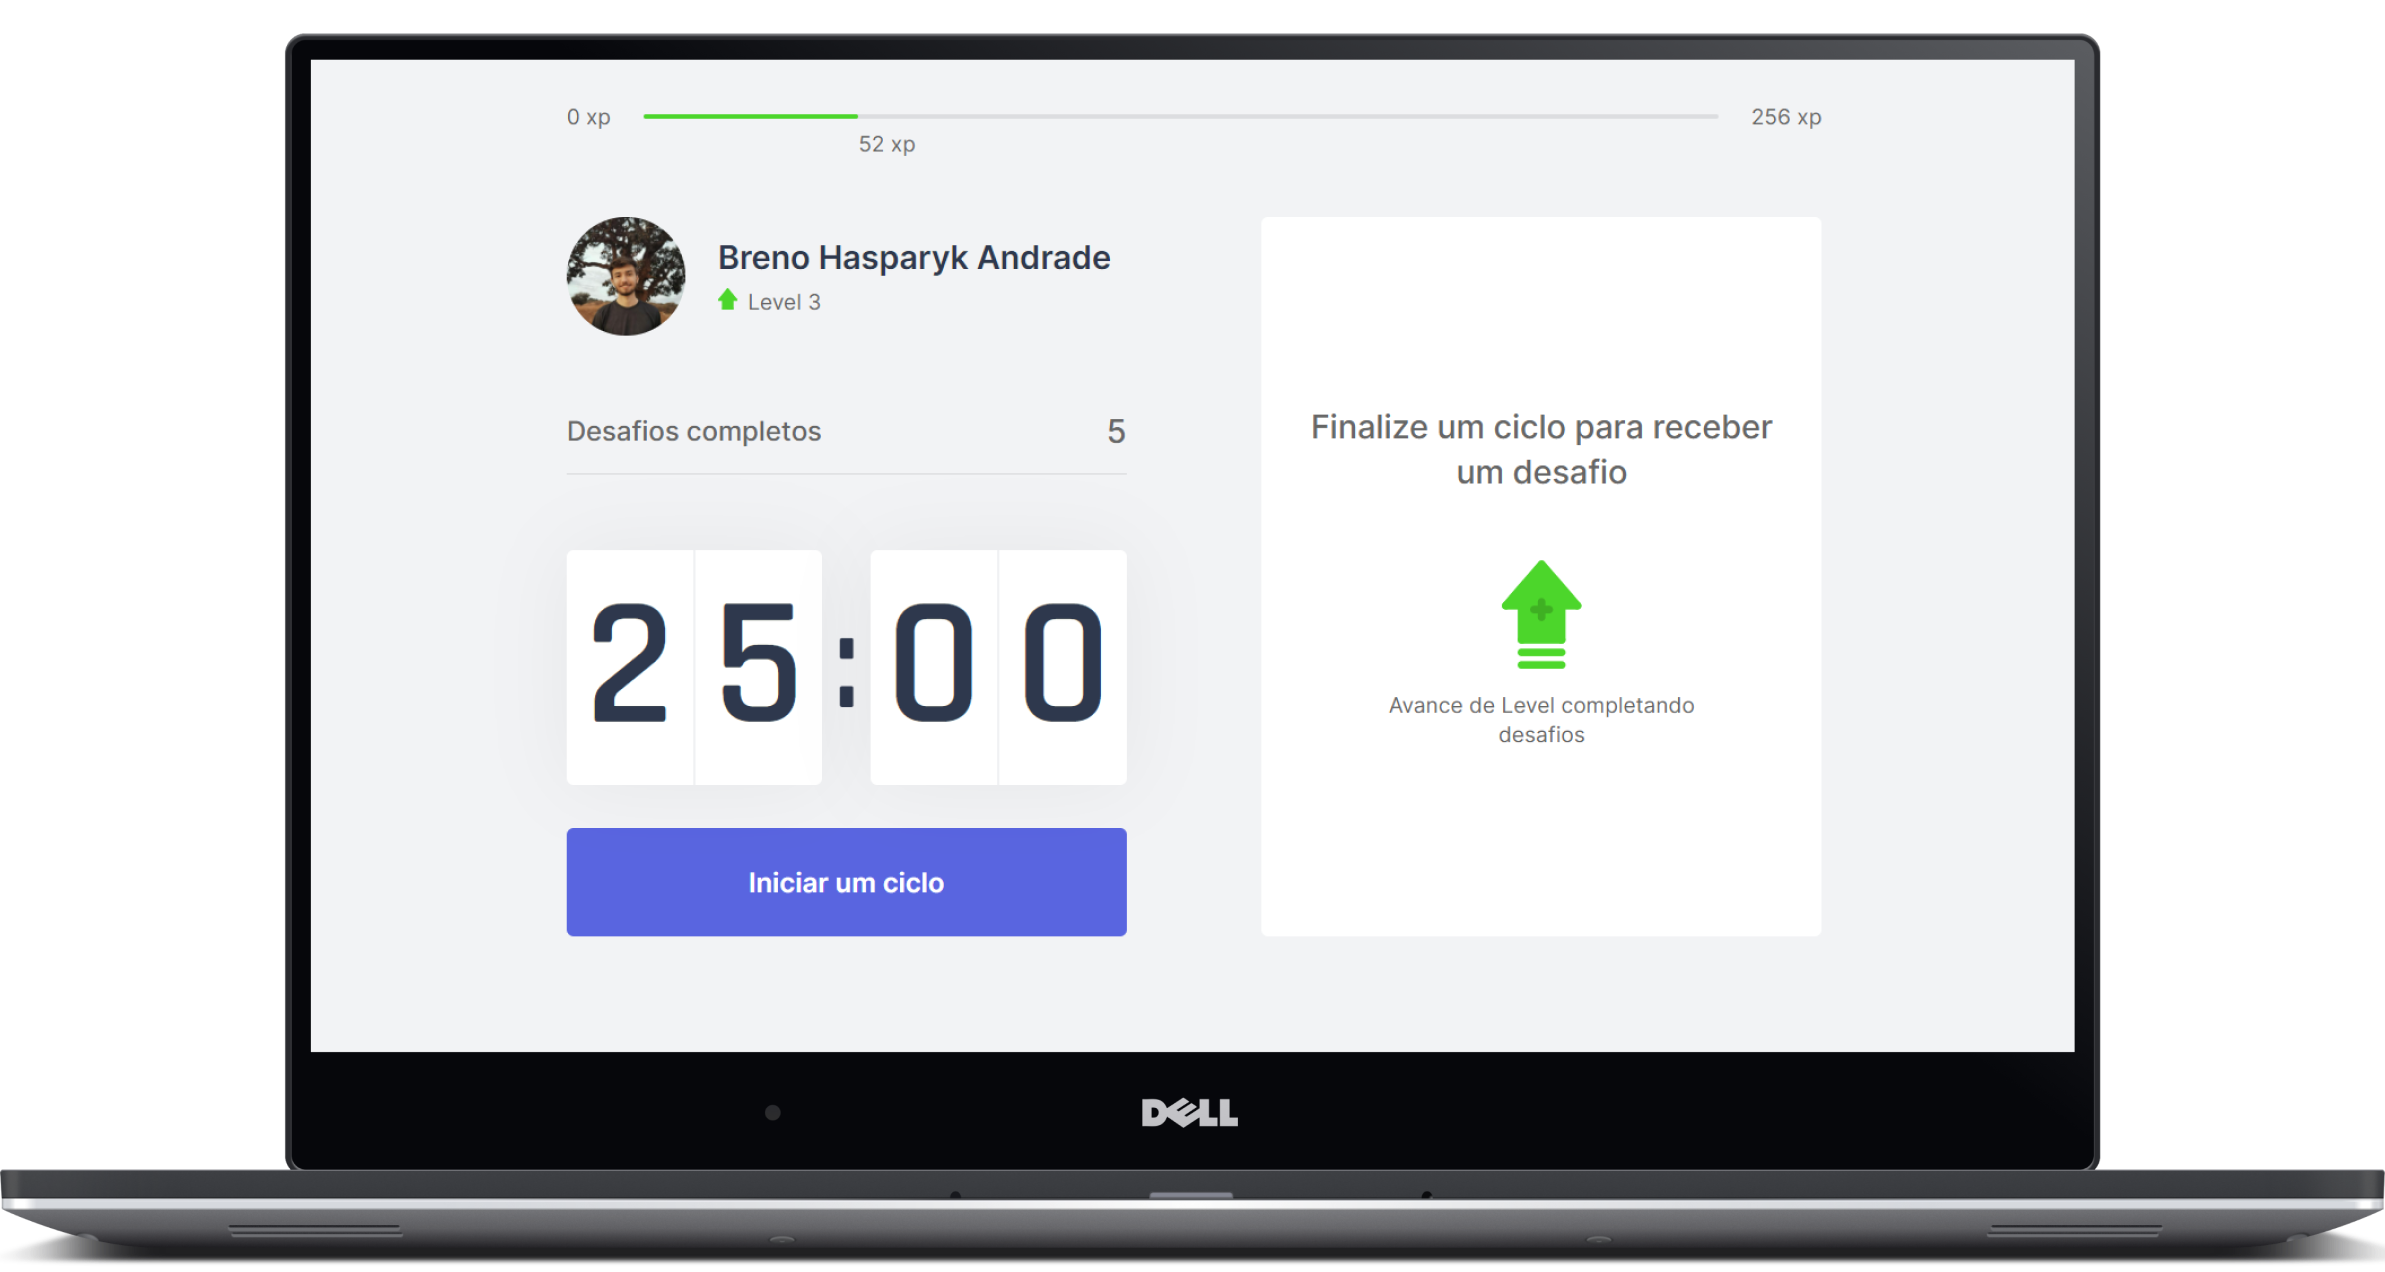 0 xp
256 xp
52 xp
Breno Hasparyk Andrade
Level 3
Desafios completos
5
25:00
Iniciar um ciclo
Finalize um ciclo para receber
um desafio
Avance de Level completando
desafios
DELL